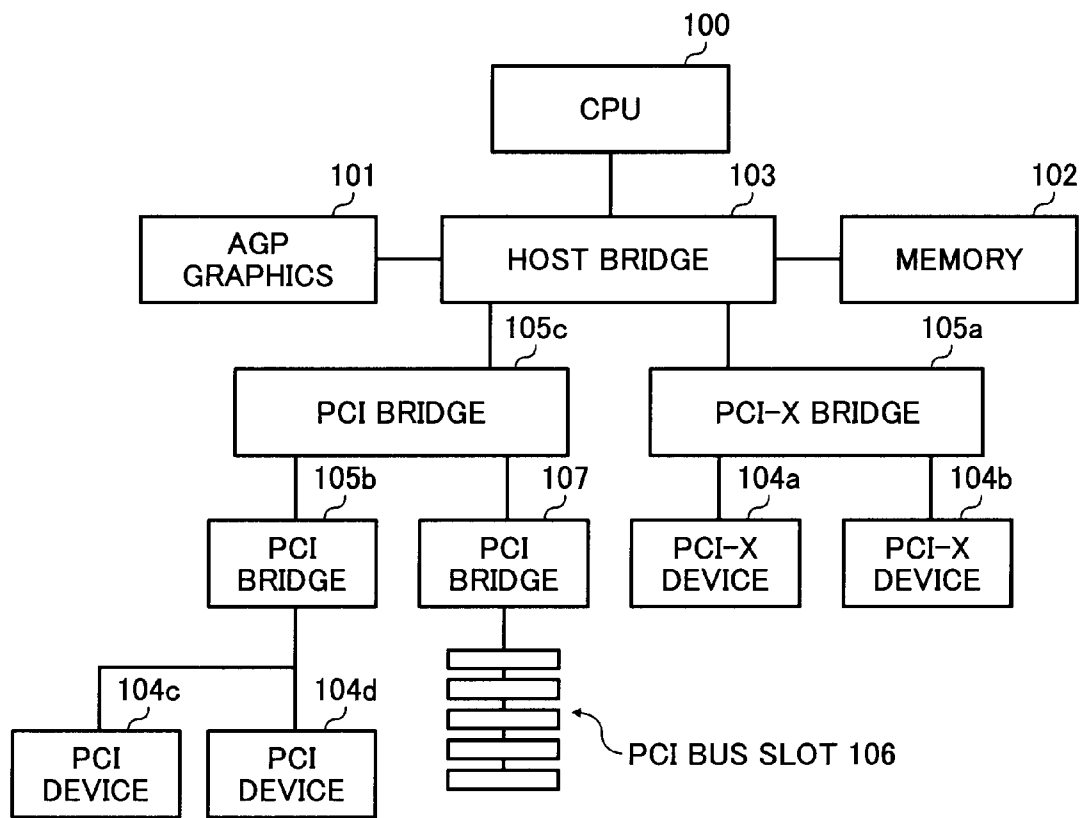 100
CPU
101
103
102
AGP
GRAPHICS
HOST BRIDGE
MEMORY
105c
105a
PCI BRIDGE
PCI-X BRIDGE
105b
107
104a
104b
PCI
BRIDGE
PCI
BRIDGE
PCI-X
DEVICE
PCI-X
DEVICE
104c
104d
PCI
DEVICE
PCI
DEVICE
PCI BUS SLOT 106